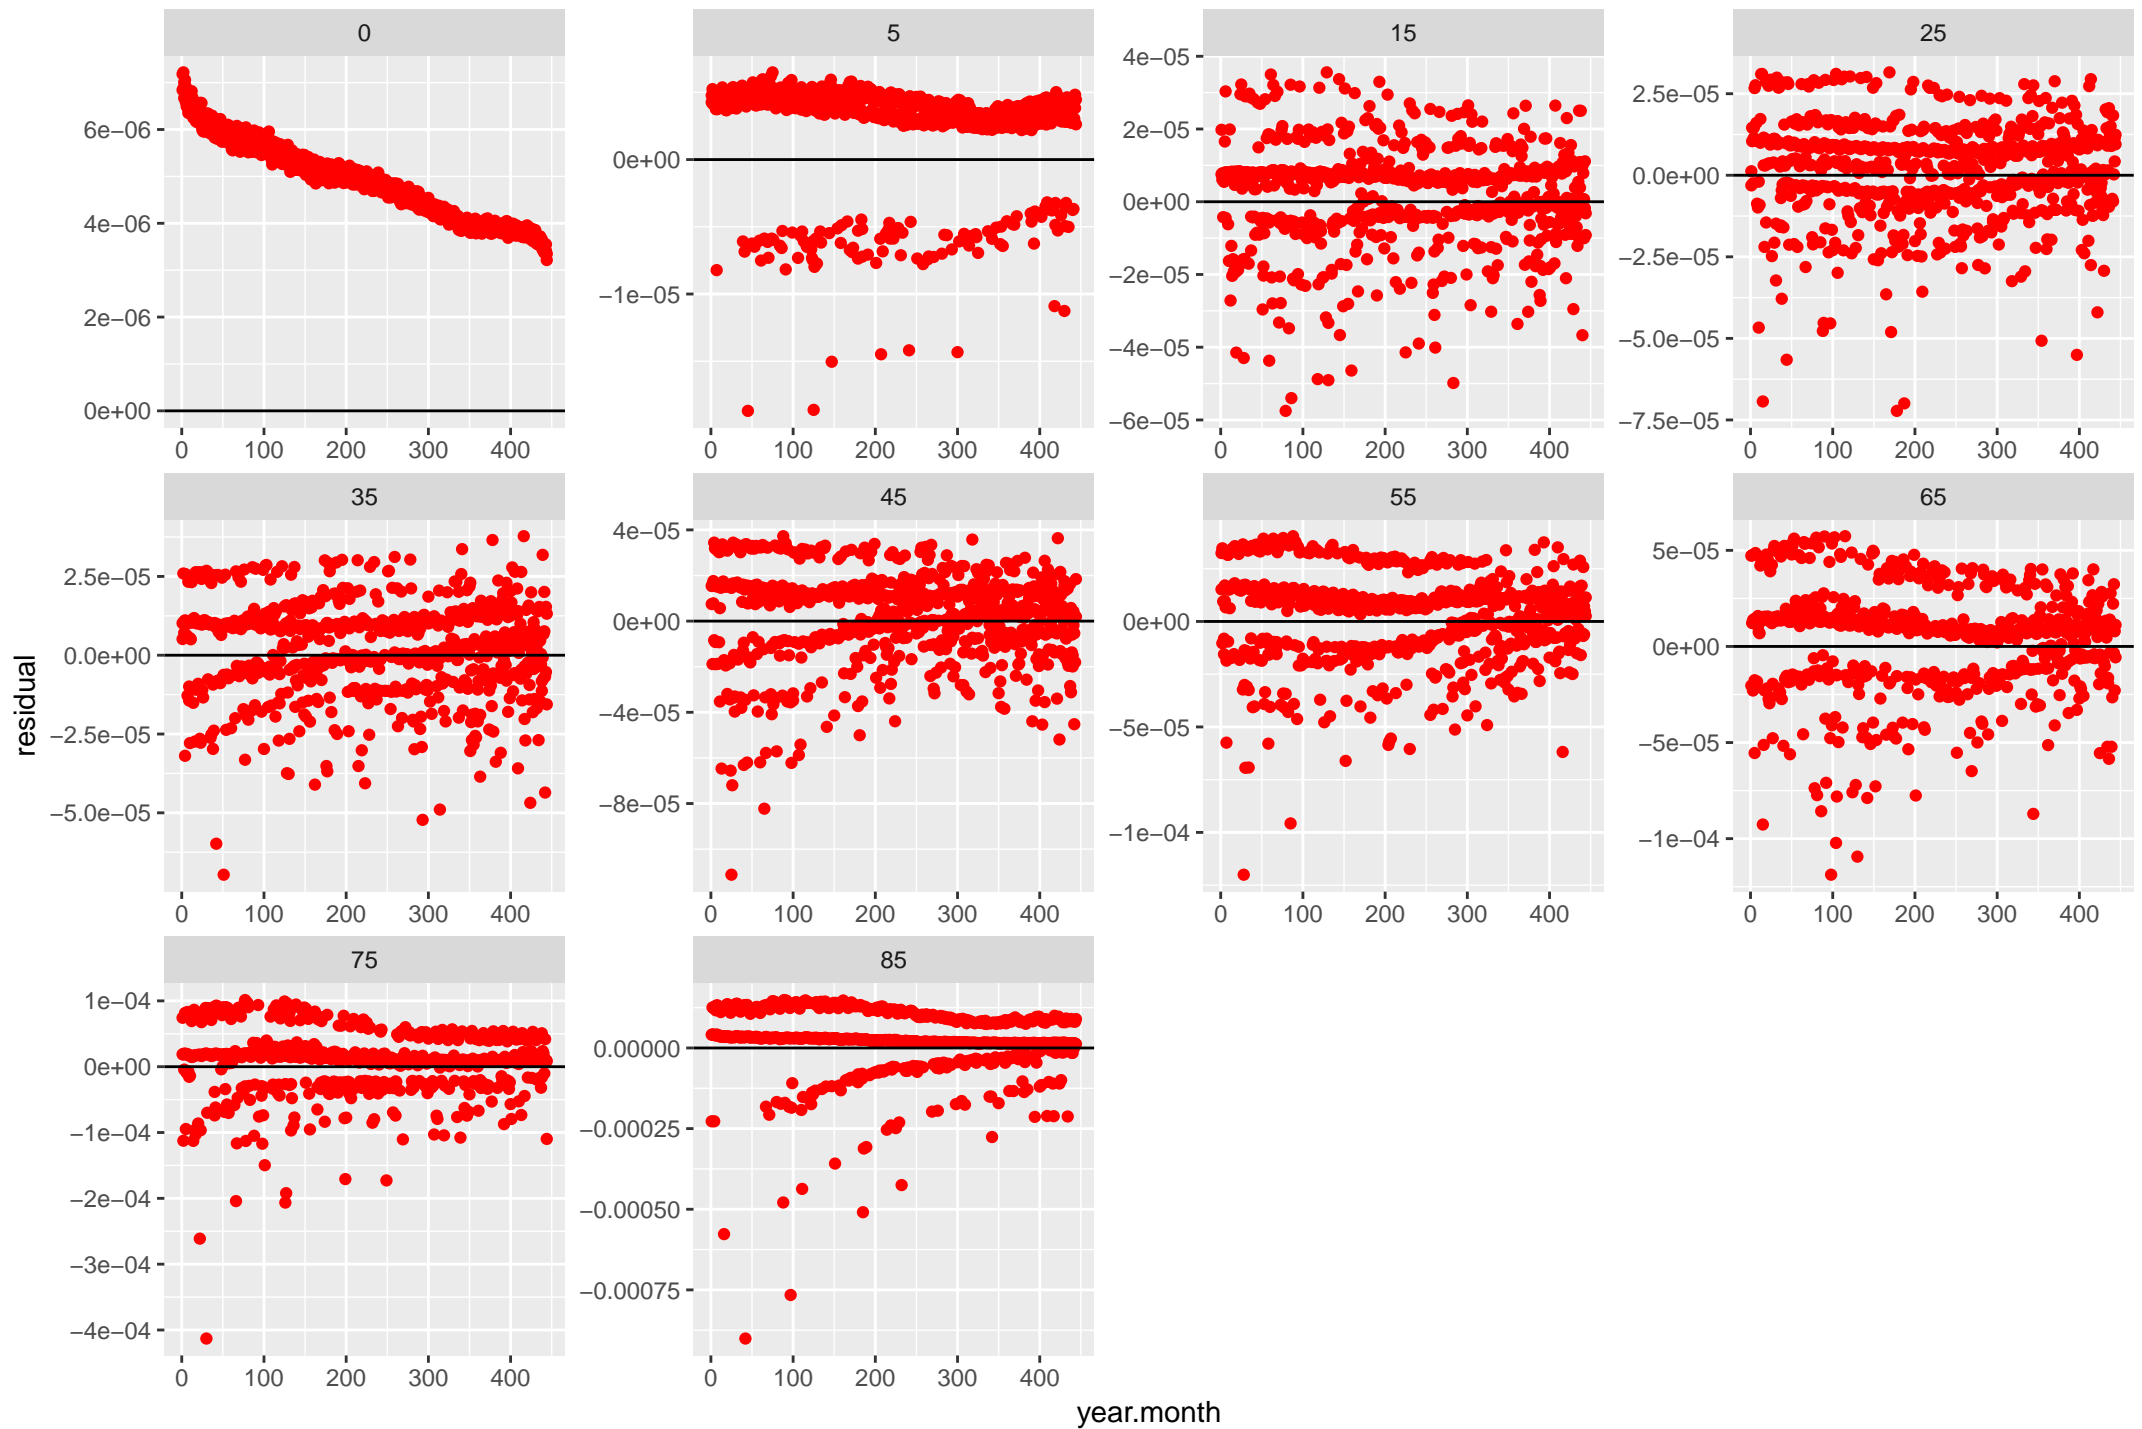 0 5 15 25
4e−05
6e−06 2e−05 2.5e−05
0e+00 0e+00 0.0e+00
4e−06 −2e−05 −2.5e−05
−1e−05
2e−06 −4e−05 −5.0e−05
0e+00 −6e−05 −7.5e−05
0 100 200 300 400 0 100 200 300 400 0 100 200 300 400 0 100 200 300 400
35 45 55 65
4e−05 5e−05
2.5e−05
0.0e+00 0e+00 0e+00 0e+00
−2.5e−05 −4e−05 −5e−05 −5e−05
−5.0e−05 −8e−05 −1e−04 −1e−04
0 100 200 300 400 0 100 200 300 400 0 100 200 300 400 0 100 200 300 400
residual
75 85
1e−04
0e+00 0.00000
−1e−04 −0.00025
−2e−04 −0.00050
−3e−04 −0.00075
−4e−04
0 100 200 300 400 0 100 200 300 400
year.month